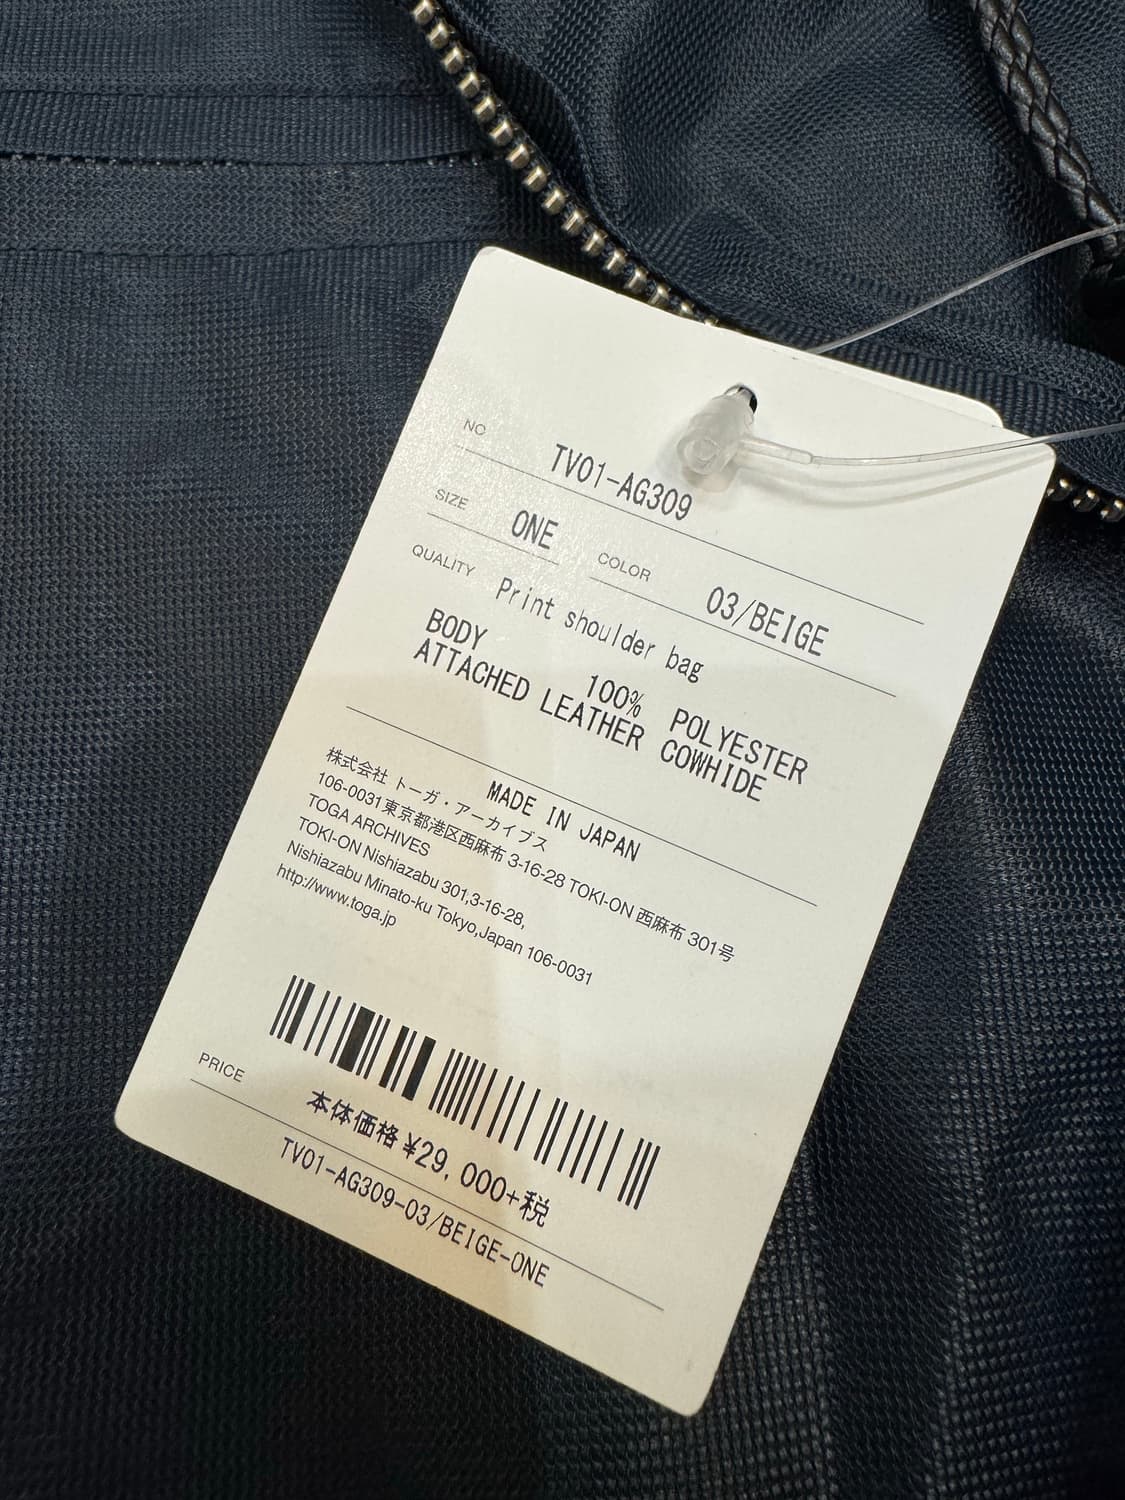 NO TV01-AG309
SIZE ONE COLOR 03/BEIGE
QUALITY Print shoulder bag
BODY 100% POLYESTER
ATTACHED LEATHER COWHIDE
MADE IN JAPAN
株式会社 トーガ・アーカイブス
106-0031東京都港区西麻布 3-16-28 TOKI-ON 西麻布 301号
TOGA ARCHIVES
TOKI-ON Nishiazabu 301,3-16-28,
Nishiazabu Minato-ku Tokyo,Japan 106-0031
http://www.toga.jp
PRICE 本体価格 ¥29,000+税
TV01-AG309-03/BEIGE-ONE